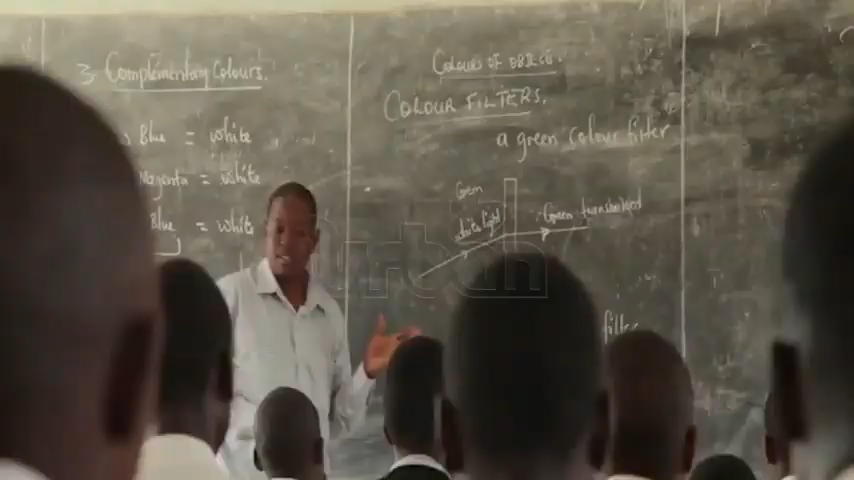 3. Complementary Colours.
Blue = white
Magenta = white
Blue = white
Colours of objects.
COLOUR FILTERS.
a green colour filter
Green
white light
Green transmitted
filter
urbah